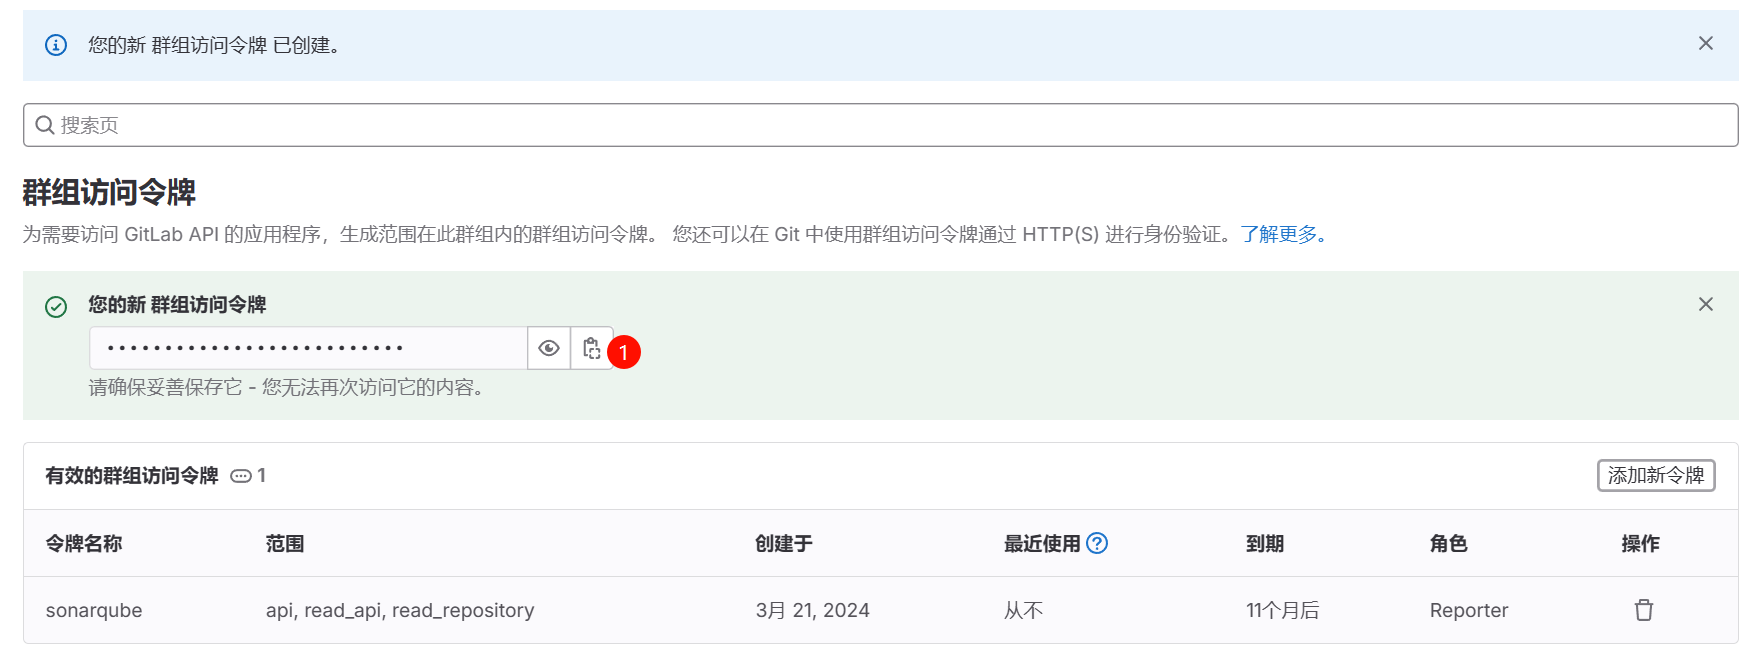 您的新 群组访问令牌 已创建。
搜索页
群组访问令牌
为需要访问 GitLab API 的应用程序，生成范围在此群组内的群组访问令牌。 您还可以在 Git 中使用群组访问令牌通过 HTTP(S) 进行身份验证。了解更多。
您的新 群组访问令牌
••••••••••••••••••••••••••
1
请确保妥善保存它 - 您无法再次访问它的内容。
有效的群组访问令牌 1 添加新令牌
令牌名称 范围 创建于 最近使用 到期 角色 操作
sonarqube api, read_api, read_repository 3月 21, 2024 从不 11个月后 Reporter